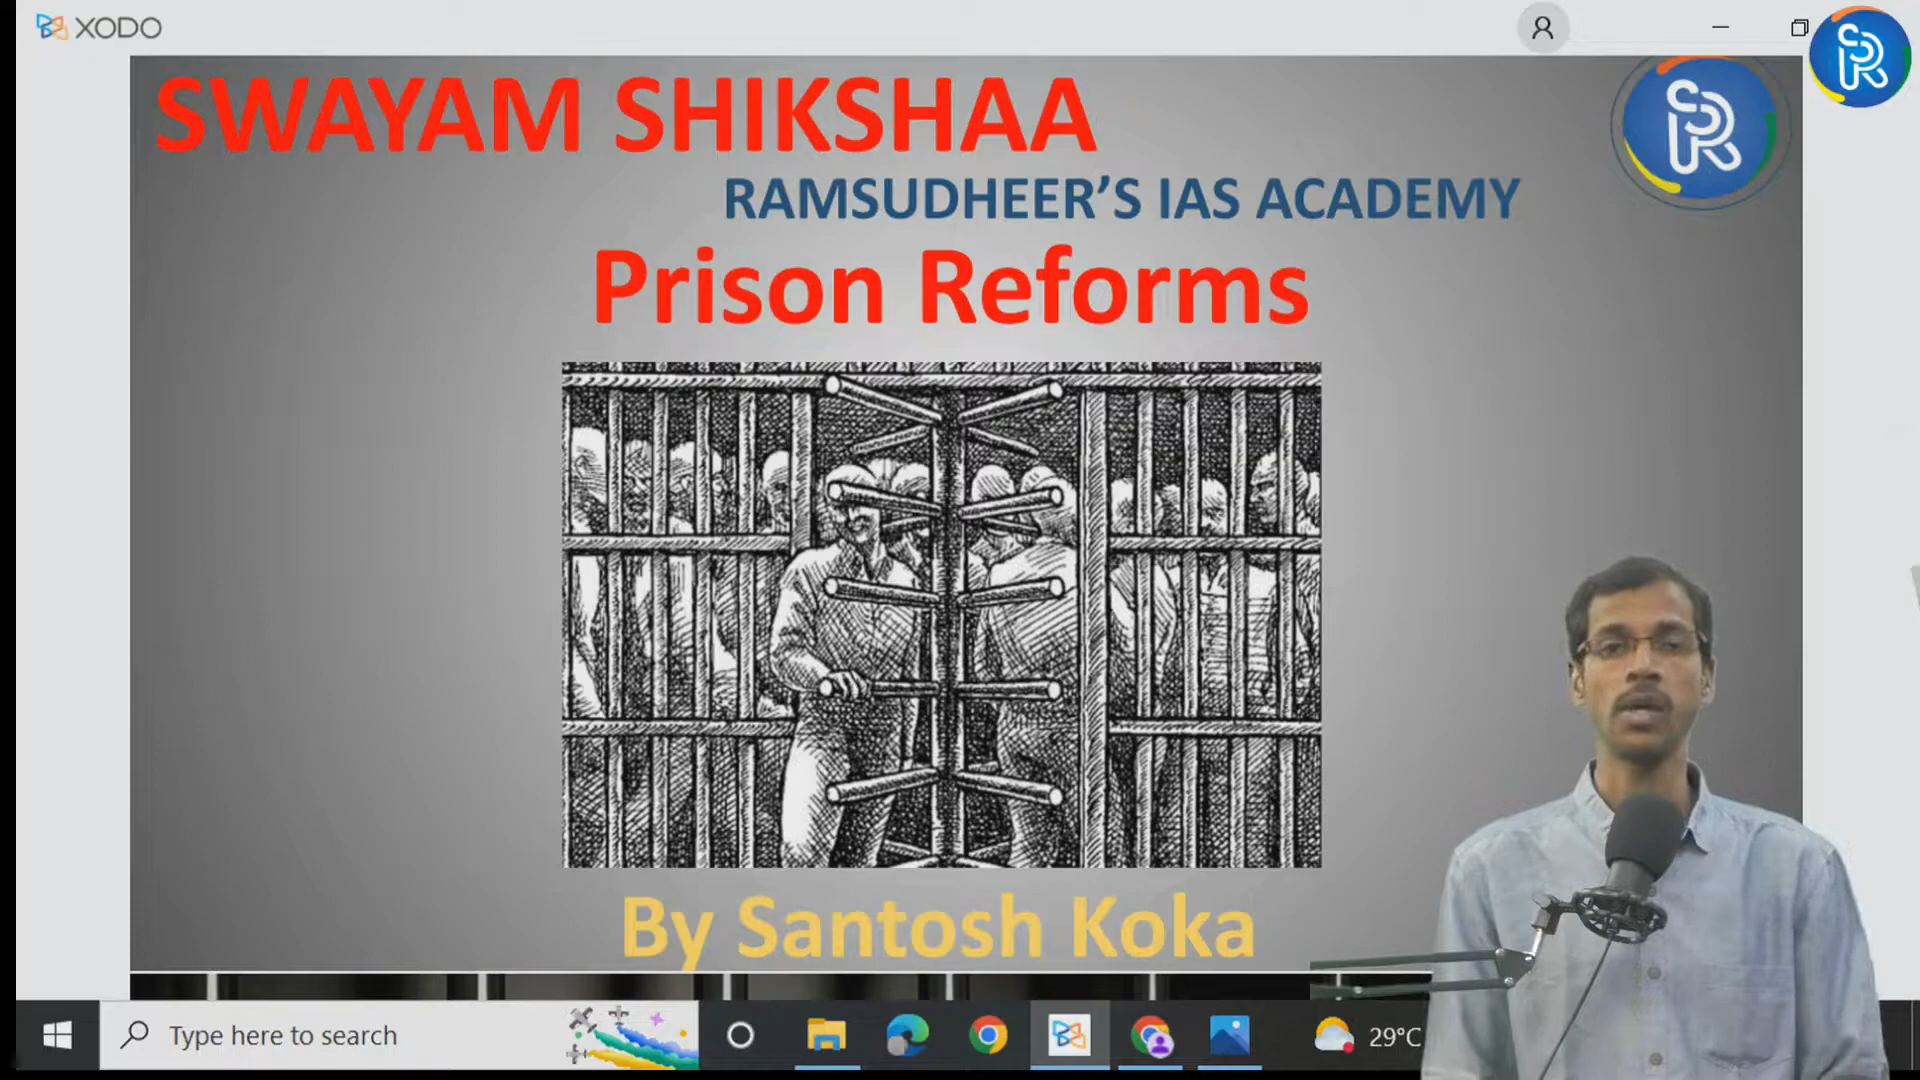 XODO
SWAYAM SHIKSHAA
RAMSUDHEER’S IAS ACADEMY
Prison Reforms
By Santosh Koka
Type here to search
29°C